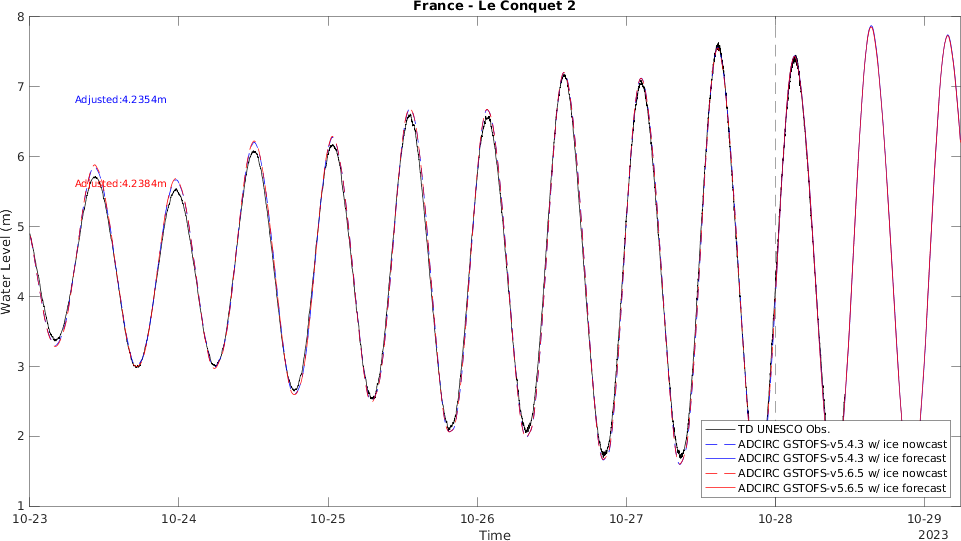 France - Le Conquet 2
8
7
6
5
4
3
2
1
Water Level (m)
Adjusted:4.2354m
Adjusted:4.2384m
TD UNESCO Obs.
ADCIRC GSTOFS-v5.4.3 w/ ice nowcast
ADCIRC GSTOFS-v5.4.3 w/ ice forecast
ADCIRC GSTOFS-v5.6.5 w/ ice nowcast
ADCIRC GSTOFS-v5.6.5 w/ ice forecast
10-23 10-24 10-25 10-26 10-27 10-28 10-29
Time
2023